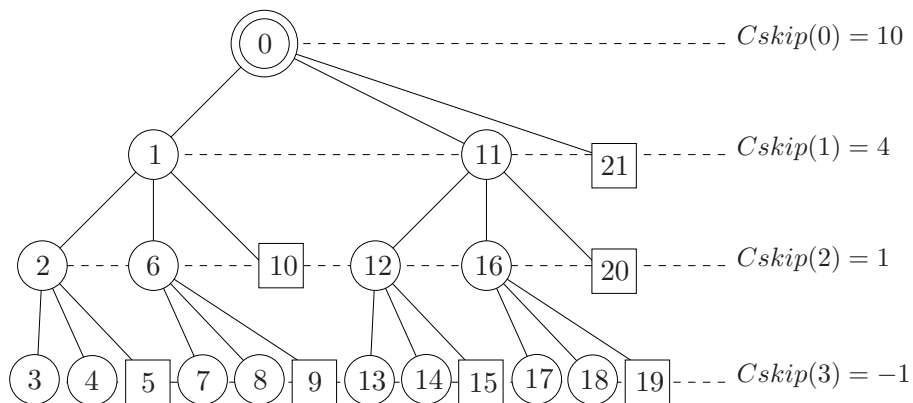 0 Cskip(0) = 10
1 11 21 Cskip(1) = 4
2 6 10 12 16 20 Cskip(2) = 1
3 4 5 7 8 9 13 14 15 17 18 19 Cskip(3) = −1